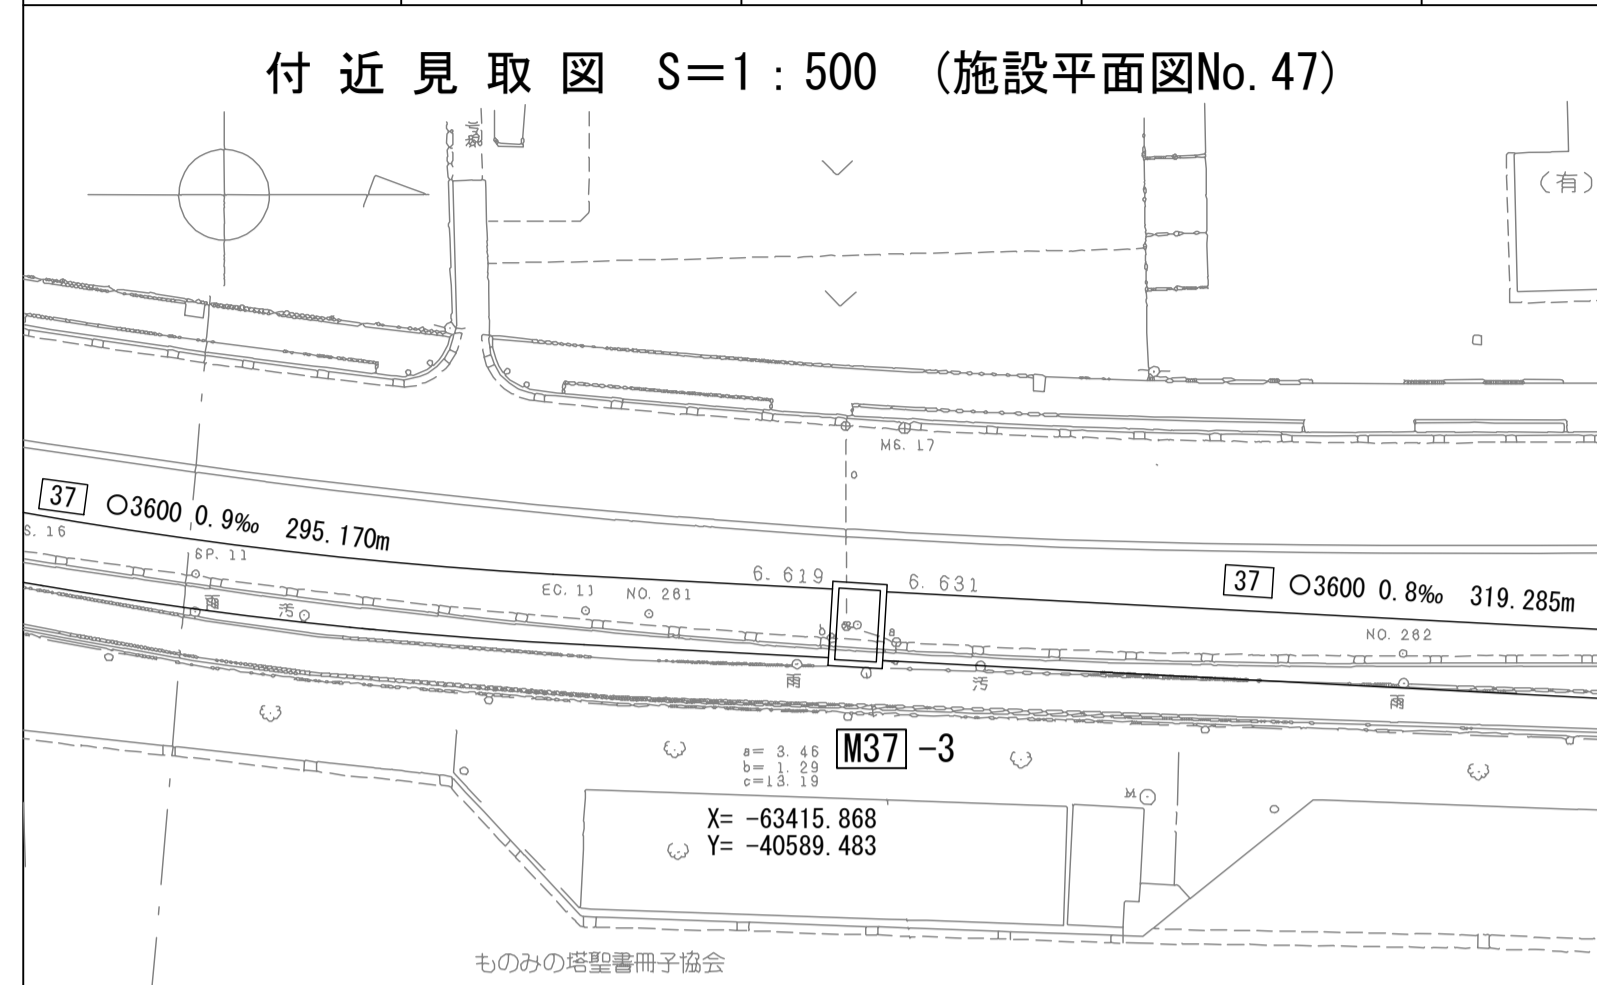 付近見取図 S=1:500 (施設平面図No.47)
(有)
M6.17
37 ○3600 0.9‰ 295.170m
S.16
SP.11
雨
汚
EC.11
NO.261
6.619
6.631
37 ○3600 0.8‰ 319.285m
NO.262
b
a
雨
汚
雨
a= 3.46
b= 1.29
c=13.19
M37 -3
M
X= -63415.868
Y= -40589.483
ものみの塔聖書冊子協会